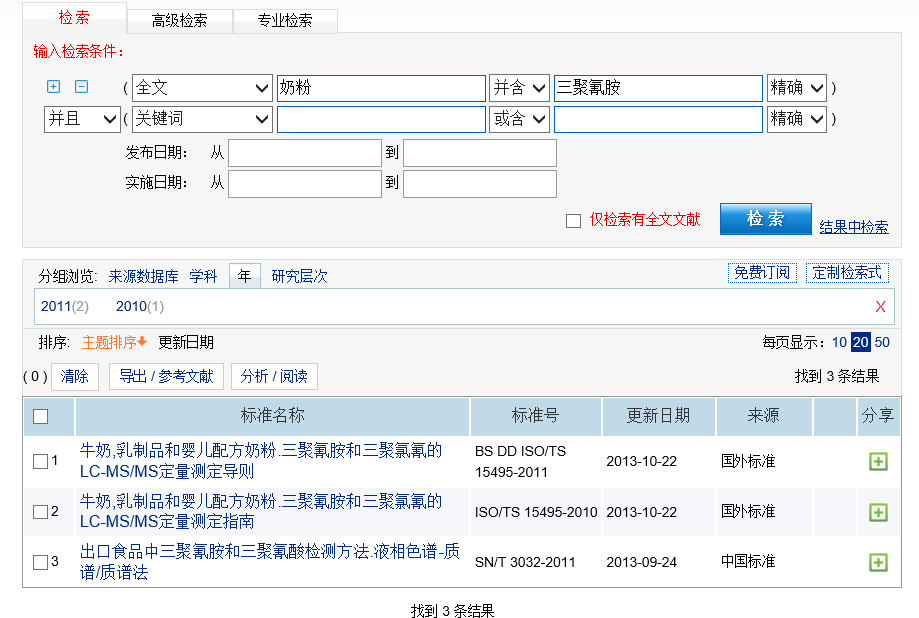 检 索 高级检索 专业检索
输入检索条件：
( 全文 奶粉 并含 三聚氰胺 精确 )
并且 ( 关键词 或含 精确 )
发布日期： 从 到
实施日期： 从 到
仅检索有全文文献 检 索 结果中检索
分组浏览: 来源数据库 学科 年 研究层次 免费订阅 定制检索式
2011(2) 2010(1) X
排序: 主题排序 更新日期 每页显示：10 20 50
( 0 ) 清除 导出 / 参考文献 分析 / 阅读 找到 3 条结果
标准名称 标准号 更新日期 来源 分享
1 牛奶,乳制品和婴儿配方奶粉.三聚氰胺和三聚氯氰的 BS DD ISO/TS
LC-MS/MS定量测定导则 15495-2011 2013-10-22 国外标准
2 牛奶,乳制品和婴儿配方奶粉.三聚氰胺和三聚氯氰的
LC-MS/MS定量测定指南 ISO/TS 15495-2010 2013-10-22 国外标准
3 出口食品中三聚氰胺和三聚氰酸检测方法.液相色谱-质
谱/质谱法 SN/T 3032-2011 2013-09-24 中国标准
找到 3 条结果